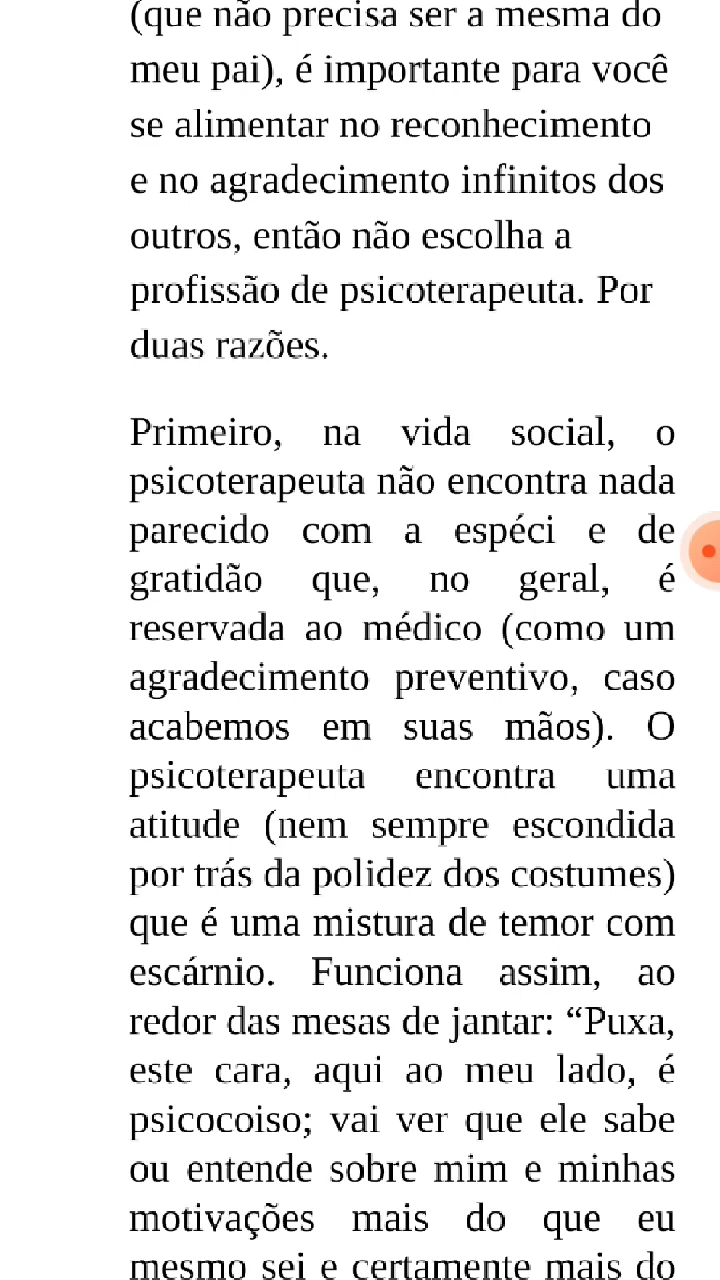 (que não precisa ser a mesma do
meu pai), é importante para você
se alimentar no reconhecimento
e no agradecimento infinitos dos
outros, então não escolha a
profissão de psicoterapeuta. Por
duas razões.
Primeiro, na vida social, o
psicoterapeuta não encontra nada
parecido com a espéci e de
gratidão que, no geral, é
reservada ao médico (como um
agradecimento preventivo, caso
acabemos em suas mãos). O
psicoterapeuta encontra uma
atitude (nem sempre escondida
por trás da polidez dos costumes)
que é uma mistura de temor com
escárnio. Funciona assim, ao
redor das mesas de jantar: “Puxa,
este cara, aqui ao meu lado, é
psicocoiso; vai ver que ele sabe
ou entende sobre mim e minhas
motivações mais do que eu
mesmo sei e certamente mais do